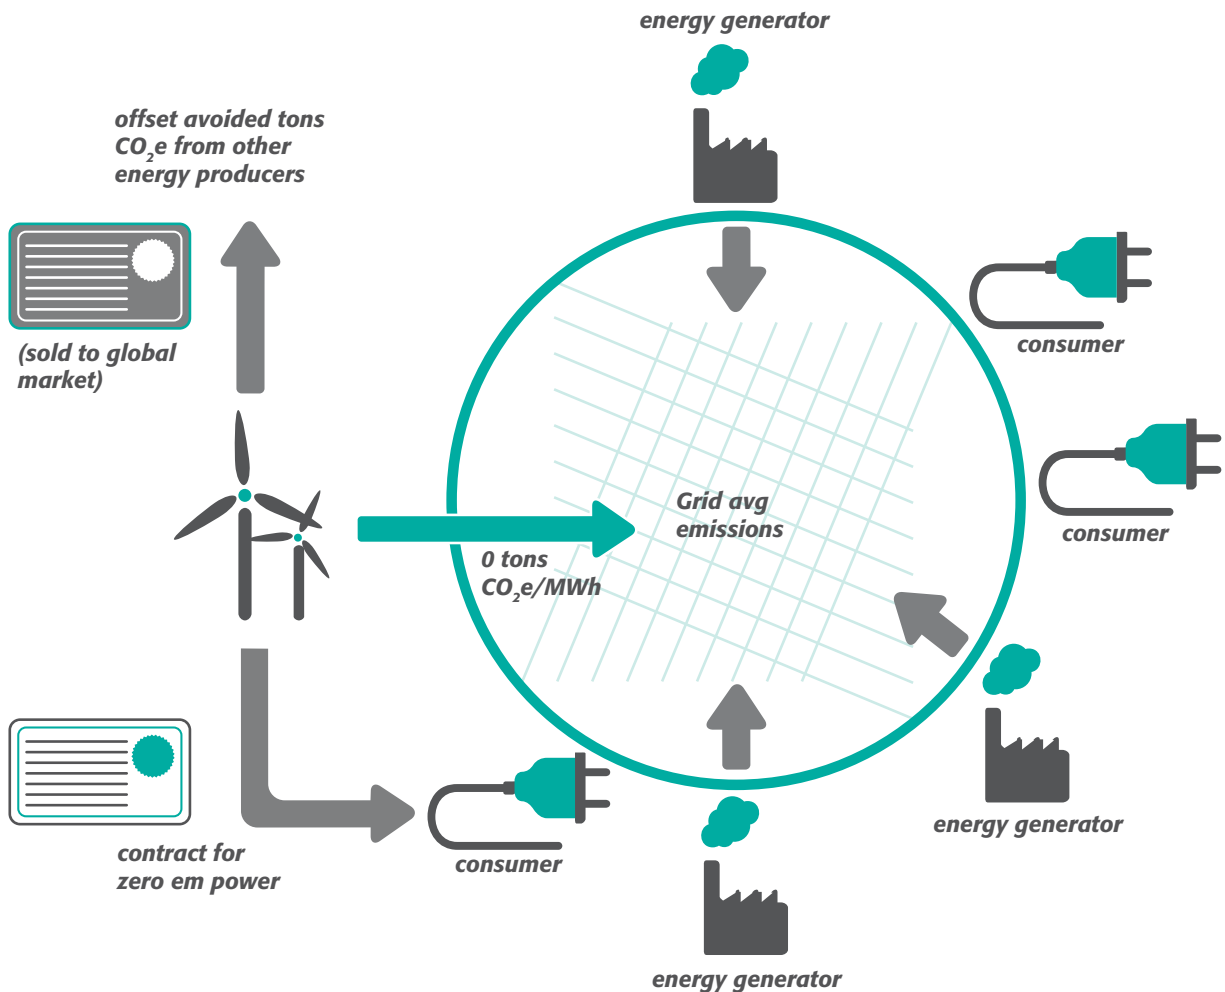 energy generator
offset avoided tons
CO₂e from other
energy producers
(sold to global
market)
consumer
consumer
Grid avg
emissions
0 tons
CO₂e/MWh
energy generator
contract for
zero em power
consumer
energy generator